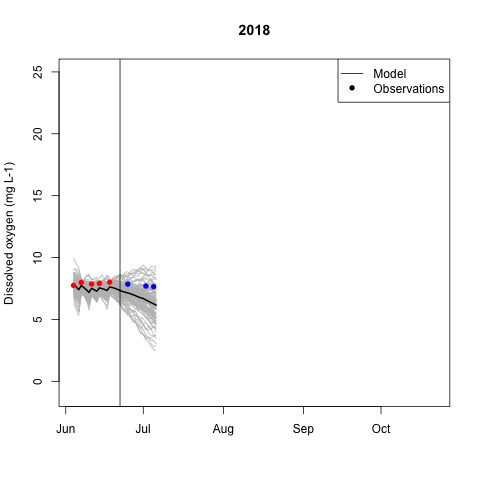 2018
Model
Observations
Dissolved oxygen (mg L-1)
25
20
15
10
5
0
Jun
Jul
Aug
Sep
Oct